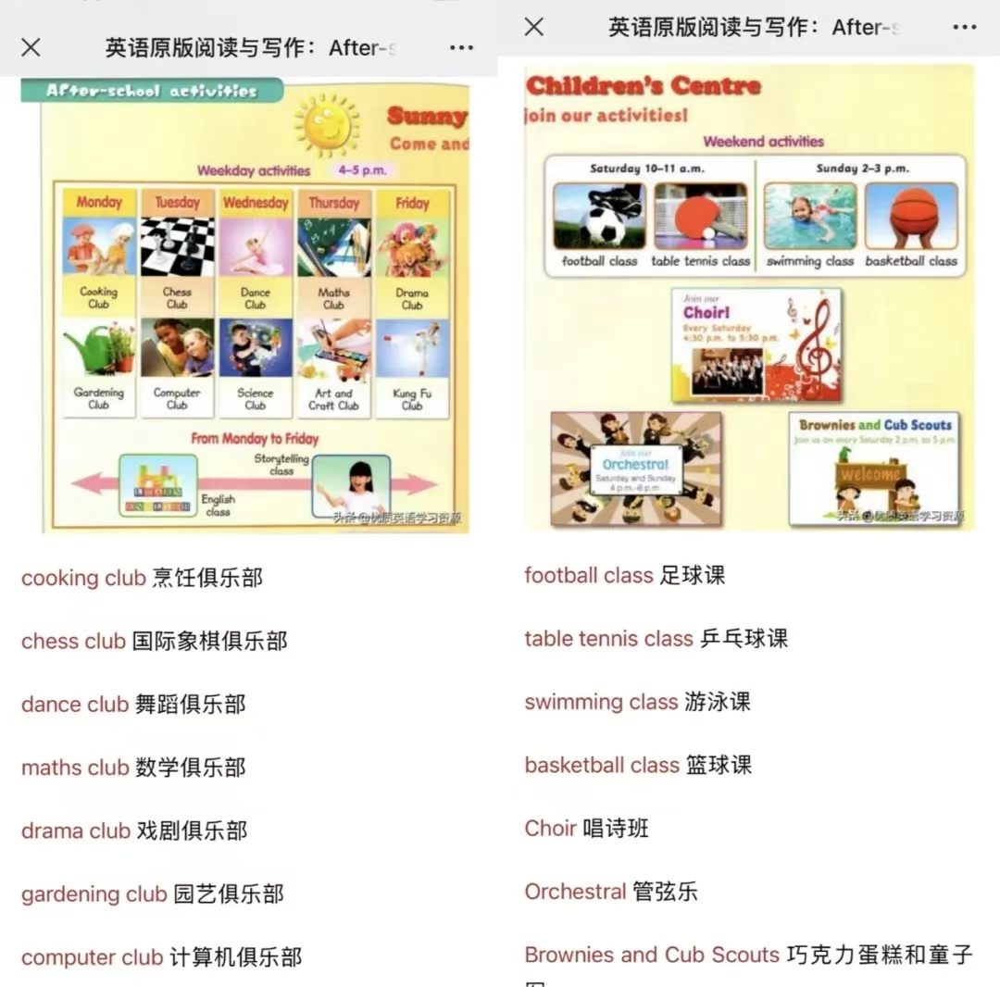 英语原版阅读与写作：After-s
After-school activities
Sunny
Come and
Weekday activities 4–5 p.m.
Monday Tuesday Wednesday Thursday Friday
Cooking Club
Chess Club
Dance Club
Maths Club
Drama Club
Gardening Club
Computer Club
Science Club
Art and Craft Club
Kung Fu Club
From Monday to Friday
English class
Storytelling class
头条 @优质英语学习资源
cooking club 烹饪俱乐部
chess club 国际象棋俱乐部
dance club 舞蹈俱乐部
maths club 数学俱乐部
drama club 戏剧俱乐部
gardening club 园艺俱乐部
computer club 计算机俱乐部
英语原版阅读与写作：After-s
Children's Centre
join our activities!
Weekend activities
Saturday 10–11 a.m. Sunday 2–3 p.m.
football class table tennis class swimming class basketball class
Join our
Choir!
Every Saturday
4:30 p.m. to 5:30 p.m.
Join our
Orchestra!
Saturday and Sunday
4 p.m.–6 p.m.
Brownies and Cub Scouts
Join us on every Saturday 2 p.m. to 5 p.m.
welcome
头条 @优质英语学习资源
football class 足球课
table tennis class 乒乓球课
swimming class 游泳课
basketball class 篮球课
Choir 唱诗班
Orchestral 管弦乐
Brownies and Cub Scouts 巧克力蛋糕和童子